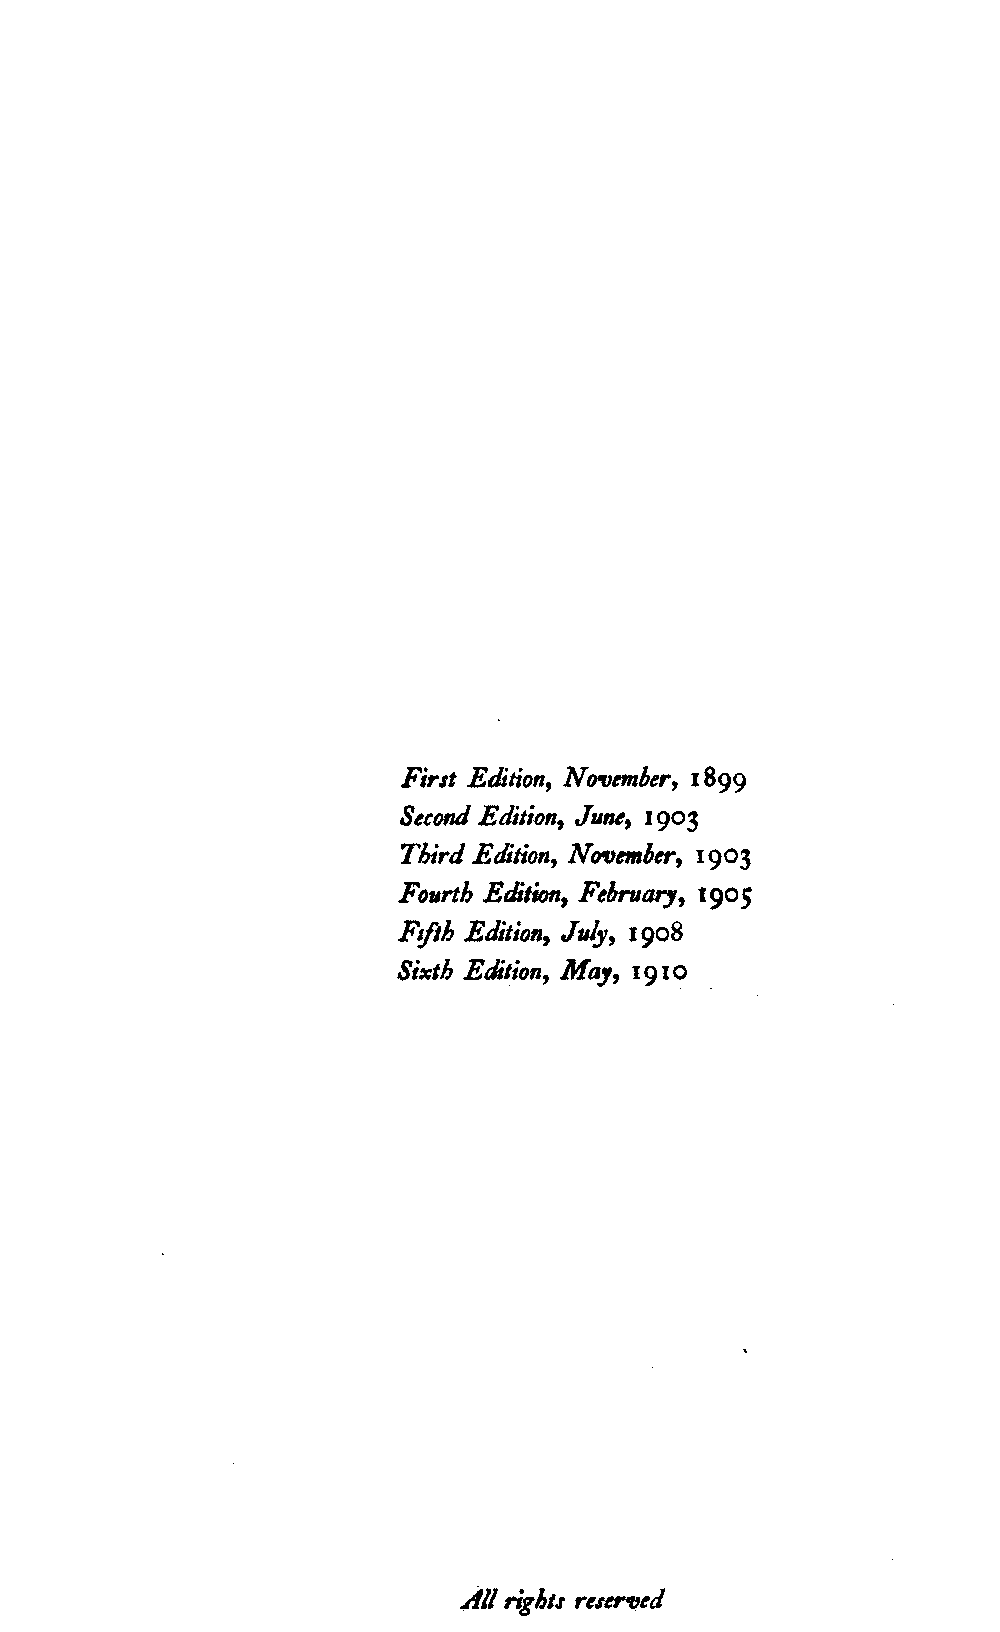 First Edition, November, 1899
Second Edition, June, 1903
Third Edition, November, 1903
Fourth Edition, February, 1905
Fifth Edition, July, 1908
Sixth Edition, May, 1910
All rights reserved